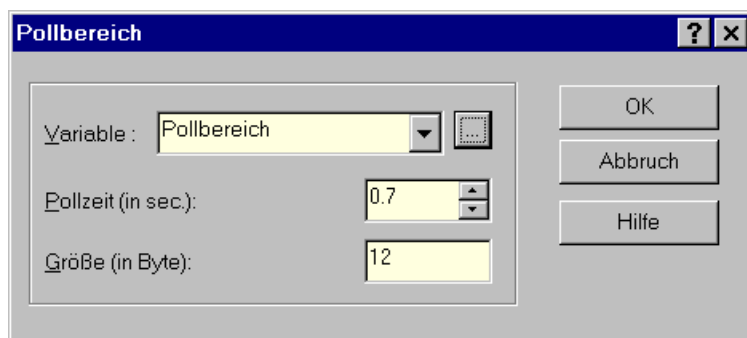 Pollbereich
Variable : Pollbereich ...
OK
Abbruch
Pollzeit (in sec.): 0.7
Hilfe
Größe (in Byte): 12